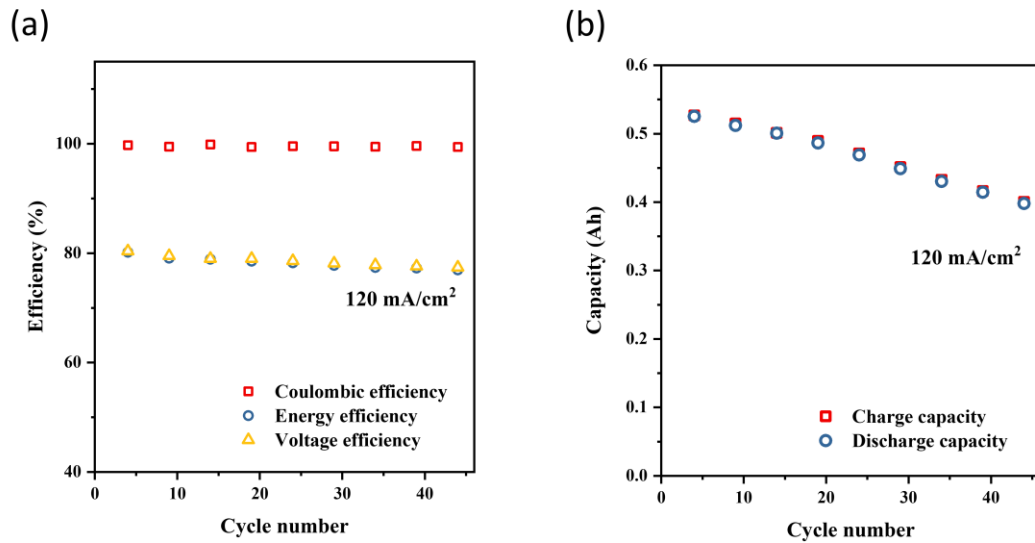 (a)
100
80
60
40
0
10
20
30
40
Efficiency (%)
Cycle number
120 mA/cm²
Coulombic efficiency
Energy efficiency
Voltage efficiency
(b)
0.6
0.5
0.4
0.3
0.2
0.1
0.0
0
10
20
30
40
Capacity (Ah)
Cycle number
120 mA/cm²
Charge capacity
Discharge capacity